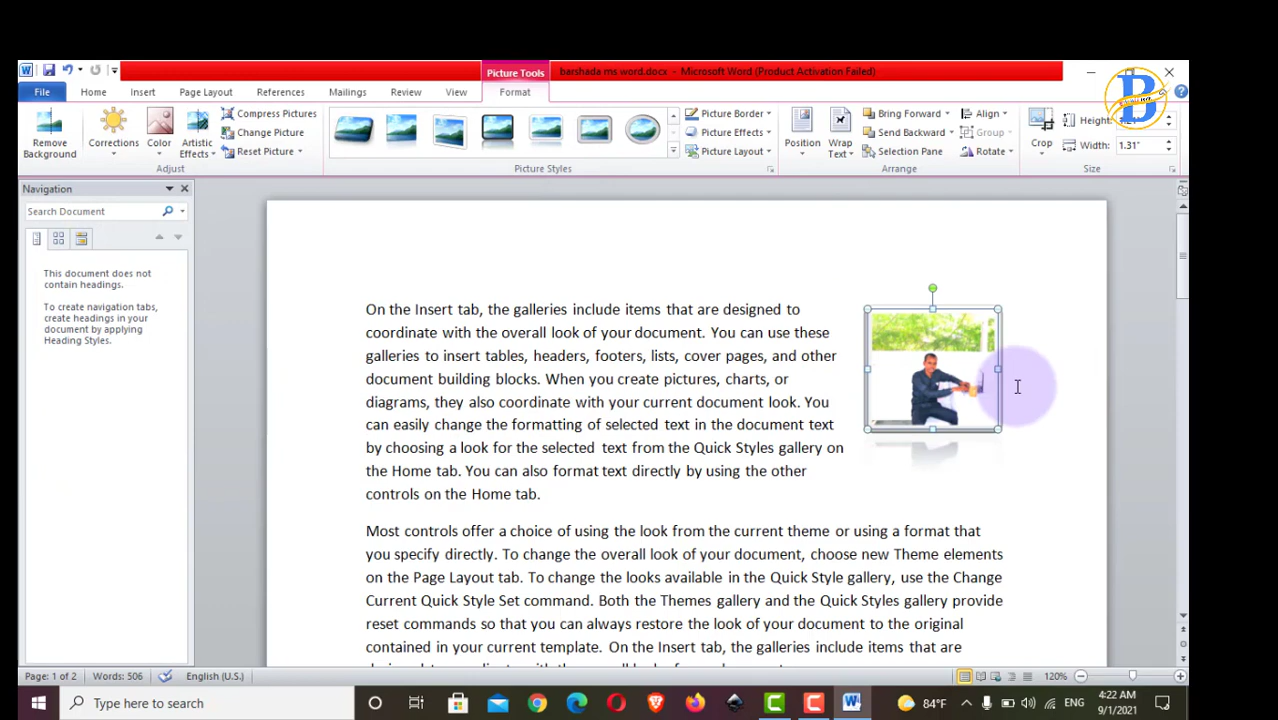 Picture Tools
barshada ms word.docx - Microsoft Word (Product Activation Failed)
File Home Insert Page Layout References Mailings Review View Format
Remove Background
Corrections
Color
Artistic Effects
Compress Pictures
Change Picture
Reset Picture
Adjust
Picture Border
Picture Effects
Picture Layout
Picture Styles
Position
Wrap Text
Bring Forward
Send Backward
Selection Pane
Align
Group
Rotate
Arrange
Crop
Height:
Width: 1.31"
Size
Navigation
Search Document
This document does not
contain headings.
To create navigation tabs,
create headings in your
document by applying
Heading Styles.
On the Insert tab, the galleries include items that are designed to
coordinate with the overall look of your document. You can use these
galleries to insert tables, headers, footers, lists, cover pages, and other
document building blocks. When you create pictures, charts, or
diagrams, they also coordinate with your current document look. You
can easily change the formatting of selected text in the document text
by choosing a look for the selected text from the Quick Styles gallery on
the Home tab. You can also format text directly by using the other
controls on the Home tab.
Most controls offer a choice of using the look from the current theme or using a format that
you specify directly. To change the overall look of your document, choose new Theme elements
on the Page Layout tab. To change the looks available in the Quick Style gallery, use the Change
Current Quick Style Set command. Both the Themes gallery and the Quick Styles gallery provide
reset commands so that you can always restore the look of your document to the original
contained in your current template. On the Insert tab, the galleries include items that are
Page: 1 of 2 Words: 506 English (U.S.) 120%
Type here to search
84°F ENG
4:22 AM
9/1/2021